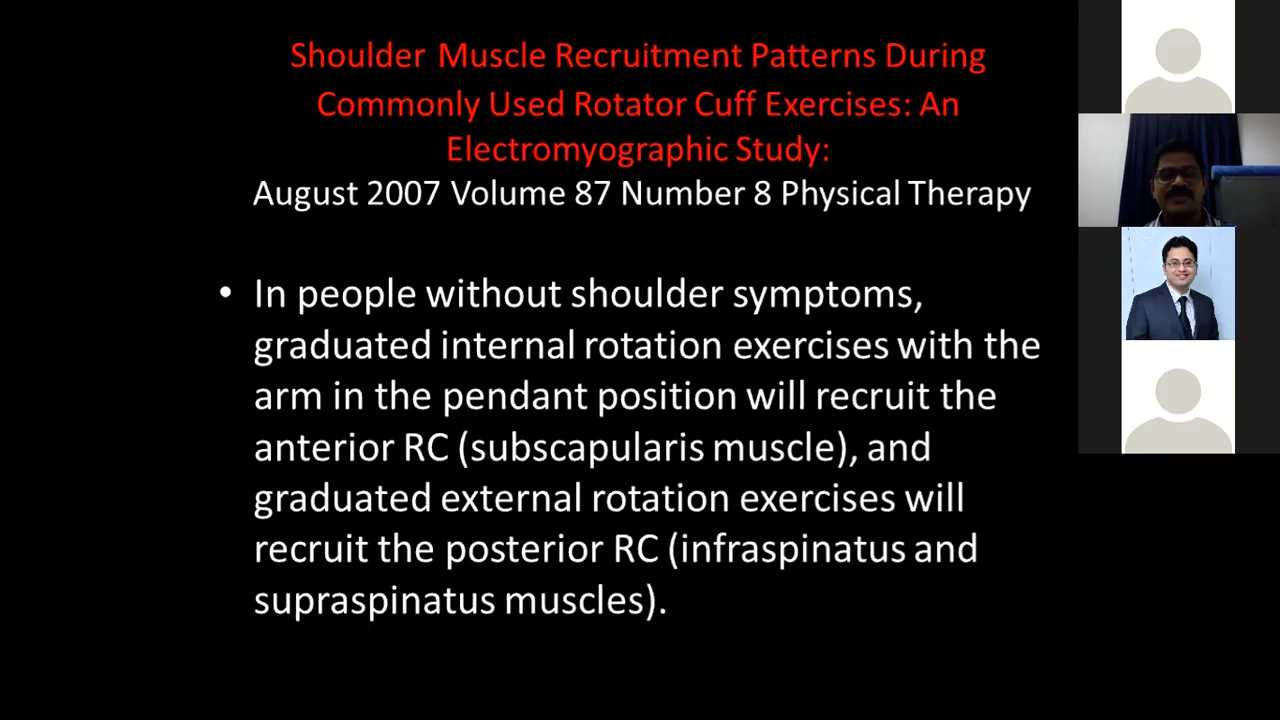 Shoulder Muscle Recruitment Patterns During
Commonly Used Rotator Cuff Exercises: An
Electromyographic Study:
August 2007 Volume 87 Number 8 Physical Therapy
• In people without shoulder symptoms,
graduated internal rotation exercises with the
arm in the pendant position will recruit the
anterior RC (subscapularis muscle), and
graduated external rotation exercises will
recruit the posterior RC (infraspinatus and
supraspinatus muscles).